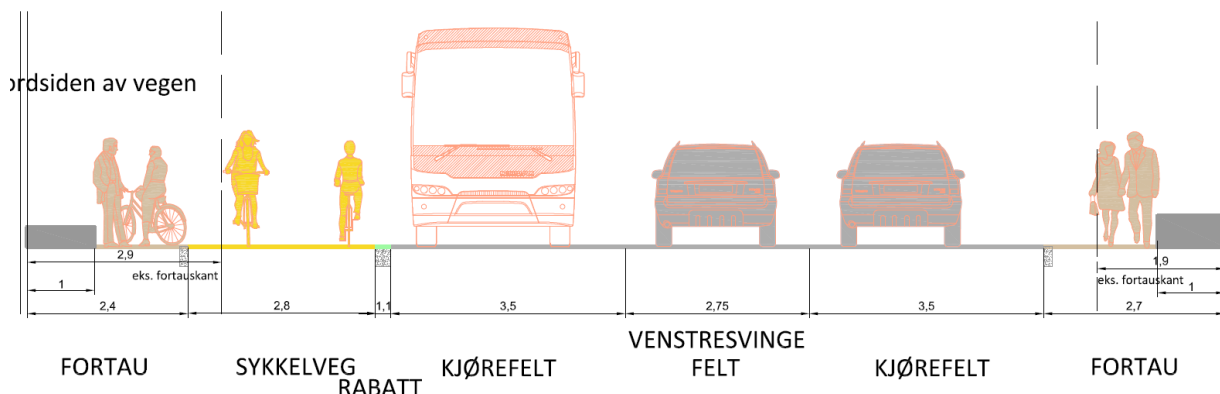 ordsiden av vegen
2,9
eks. fortauskant
1
2,4
2,8
1,1
3,5
2,75
3,5
1,9
eks. fortauskant
1
2,7
FORTAU
SYKKELVEG
RABATT
KJØREFELT
VENSTRESVINGE
FELT
KJØREFELT
FORTAU